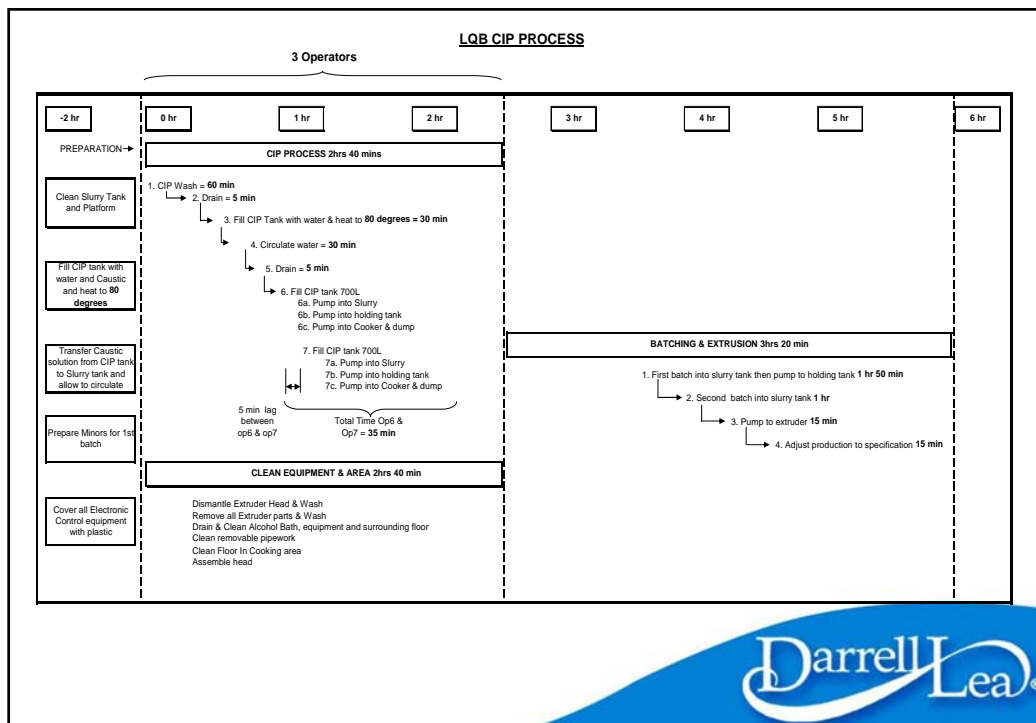 LQB CIP PROCESS
3 Operators
-2 hr
0 hr
1 hr
2 hr
3 hr
4 hr
5 hr
6 hr
PREPARATION
CIP PROCESS 2hrs 40 mins
Clean Slurry Tank
and Platform
Fill CIP tank with
water and Caustic
and heat to 80
degrees
Transfer Caustic
solution from CIP tank
to Slurry tank and
allow to circulate
Prepare Minors for 1st
batch
Cover all Electronic
Control equipment
with plastic
1. CIP Wash = 60 min
2. Drain = 5 min
3. Fill CIP Tank with water & heat to 80 degrees = 30 min
4. Circulate water = 30 min
5. Drain = 5 min
6. Fill CIP tank 700L
6a. Pump into Slurry
6b. Pump into holding tank
6c. Pump into Cooker & dump
7. Fill CIP tank 700L
7a. Pump into Slurry
7b. Pump into holding tank
7c. Pump into Cooker & dump
5 min lag
between
op6 & op7
Total Time Op6 &
Op7 = 35 min
CLEAN EQUIPMENT & AREA 2hrs 40 min
Dismantle Extruder Head & Wash
Remove all Extruder parts & Wash
Drain & Clean Alcohol Bath, equipment and surrounding floor
Clean removable pipework
Clean Floor In Cooking area
Assemble head
BATCHING & EXTRUSION 3hrs 20 min
1. First batch into slurry tank then pump to holding tank 1 hr 50 min
2. Second batch into slurry tank 1 hr
3. Pump to extruder 15 min
4. Adjust production to specification 15 min
Darrell Lea®